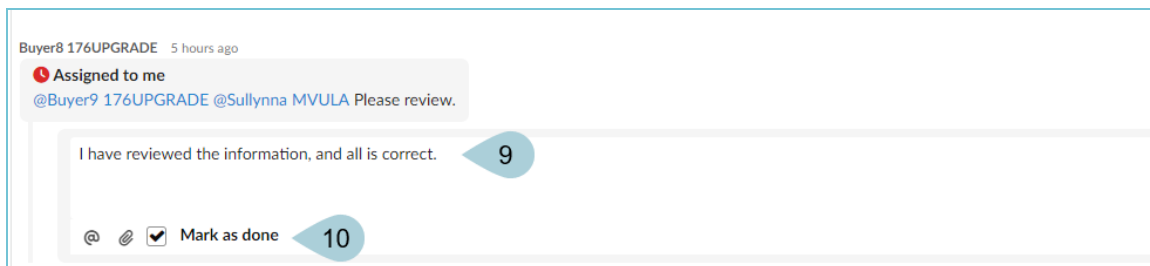 Buyer8 176UPGRADE 5 hours ago
Assigned to me
@Buyer9 176UPGRADE @Sullynna MVULA Please review.
I have reviewed the information, and all is correct. 9
@ Mark as done 10